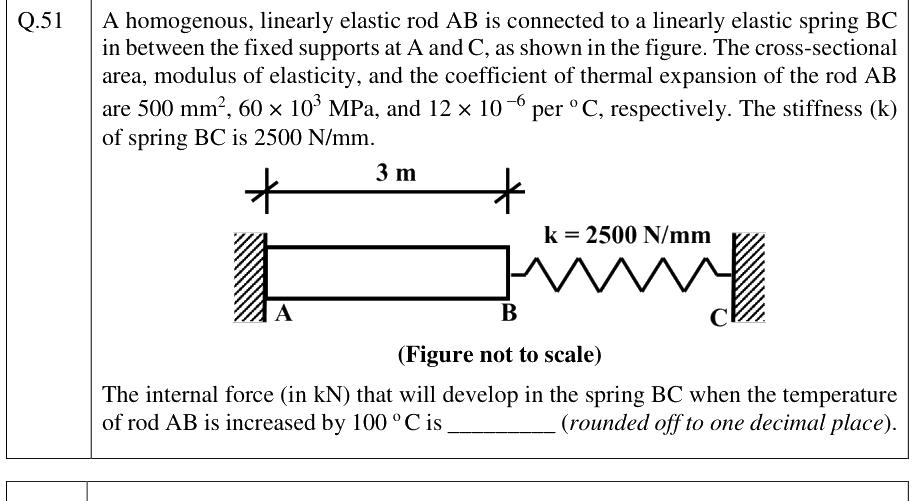 Q.51
A homogenous, linearly elastic rod AB is connected to a linearly elastic spring BC
in between the fixed supports at A and C, as shown in the figure. The cross-sectional
area, modulus of elasticity, and the coefficient of thermal expansion of the rod AB
are 500 mm², 60 × 10³ MPa, and 12 × 10⁻⁶ per °C, respectively. The stiffness (k)
of spring BC is 2500 N/mm.
3 m
k = 2500 N/mm
A
B
C
(Figure not to scale)
The internal force (in kN) that will develop in the spring BC when the temperature
of rod AB is increased by 100 °C is _________ (rounded off to one decimal place).